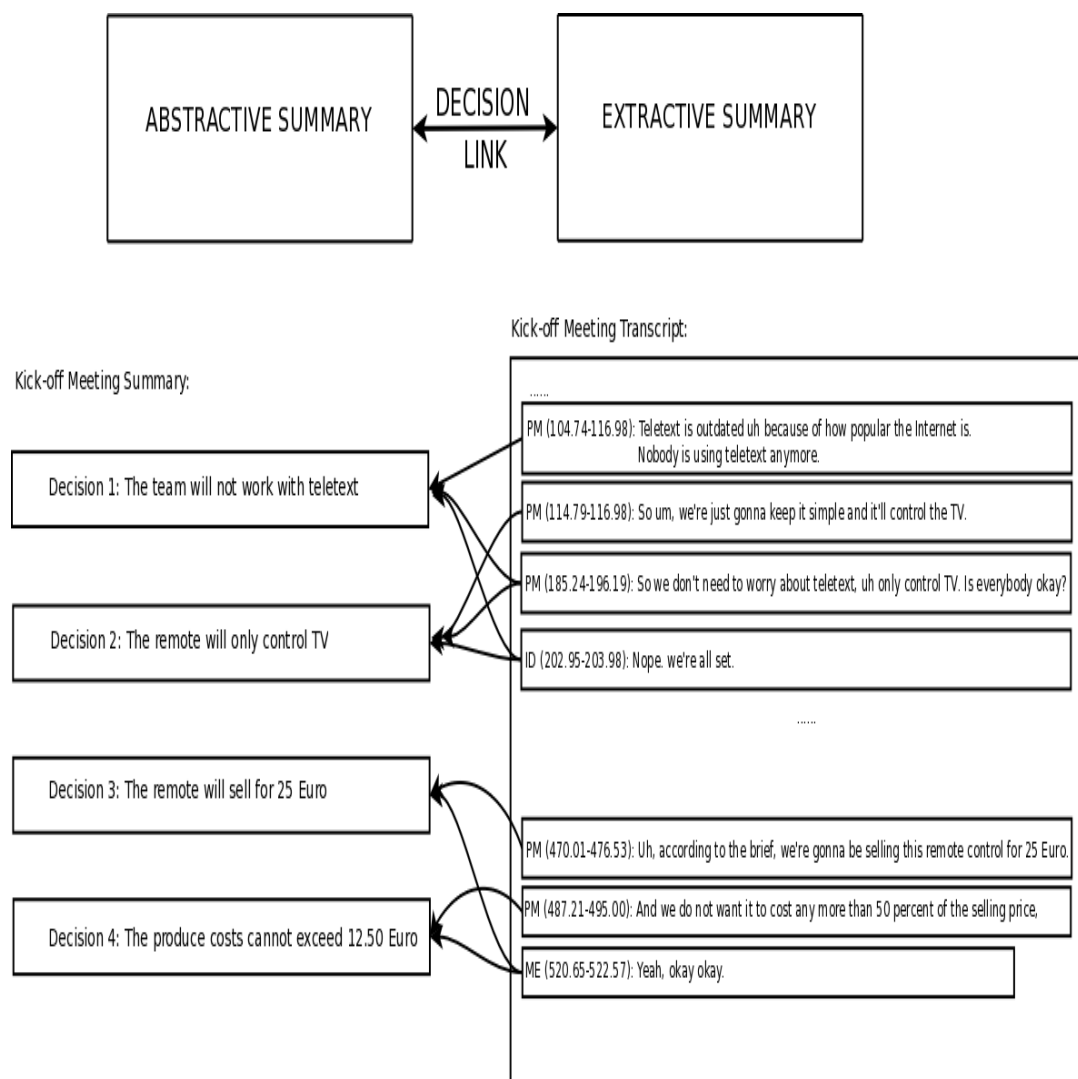 ABSTRACTIVE SUMMARY
DECISION
LINK
EXTRACTIVE SUMMARY
Kick-off Meeting Summary:
Decision 1: The team will not work with teletext
Decision 2: The remote will only control TV
Decision 3: The remote will sell for 25 Euro
Decision 4: The produce costs cannot exceed 12.50 Euro
Kick-off Meeting Transcript:
......
PM (104.74-116.98): Teletext is outdated uh because of how popular the Internet is.
Nobody is using teletext anymore.
PM (114.79-116.98): So um, we're just gonna keep it simple and it'll control the TV.
PM (185.24-196.19): So we don't need to worry about teletext, uh only control TV. Is everybody okay?
ID (202.95-203.98): Nope. we're all set.
......
PM (470.01-476.53): Uh, according to the brief, we're gonna be selling this remote control for 25 Euro.
PM (487.21-495.00): And we do not want it to cost any more than 50 percent of the selling price,
ME (520.65-522.57): Yeah, okay okay.